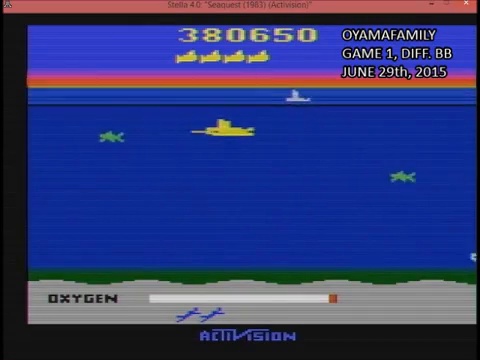 Stella 4.0: "Seaquest (1983) (Activision)"
380650
OYAMAFAMILY
GAME 1, DIFF. BB
JUNE 29th, 2015
OXYGEN
ACTIVISION